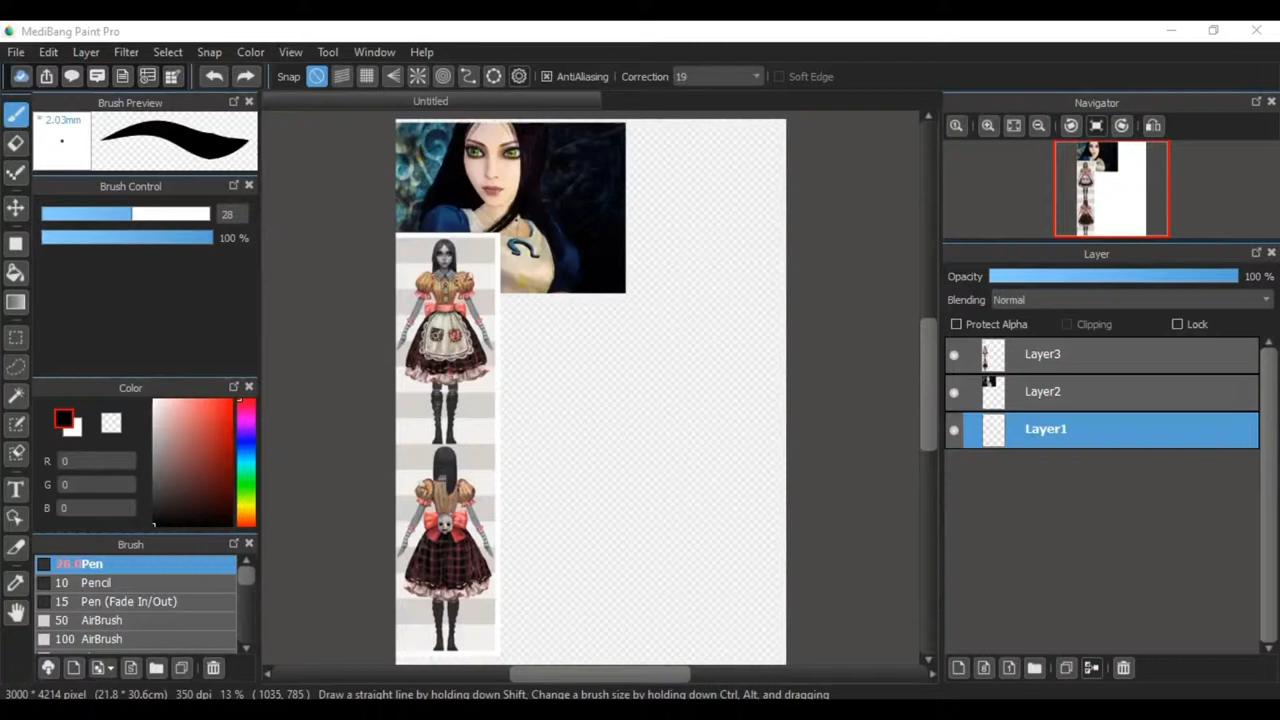 MediBang Paint Pro
File Edit Layer Filter Select Snap Color View Tool Window Help
Snap AntiAliasing Correction 19 Soft Edge
Brush Preview
Untitled
Navigator
* 2.03mm
Brush Control
28
100 %
Layer
Opacity 100 %
Blending Normal
Protect Alpha Clipping Lock
Layer3
Layer2
Layer1
Color
R 0
G 0
B 0
Brush
26.0 Pen
10 Pencil
15 Pen (Fade In/Out)
50 AirBrush
100 AirBrush
3000 * 4214 pixel (21.8 * 30.6cm) 350 dpi 13 % ( 1035, 785) Draw a straight line by holding down Shift, Change a brush size by holding down Ctrl, Alt, and dragging